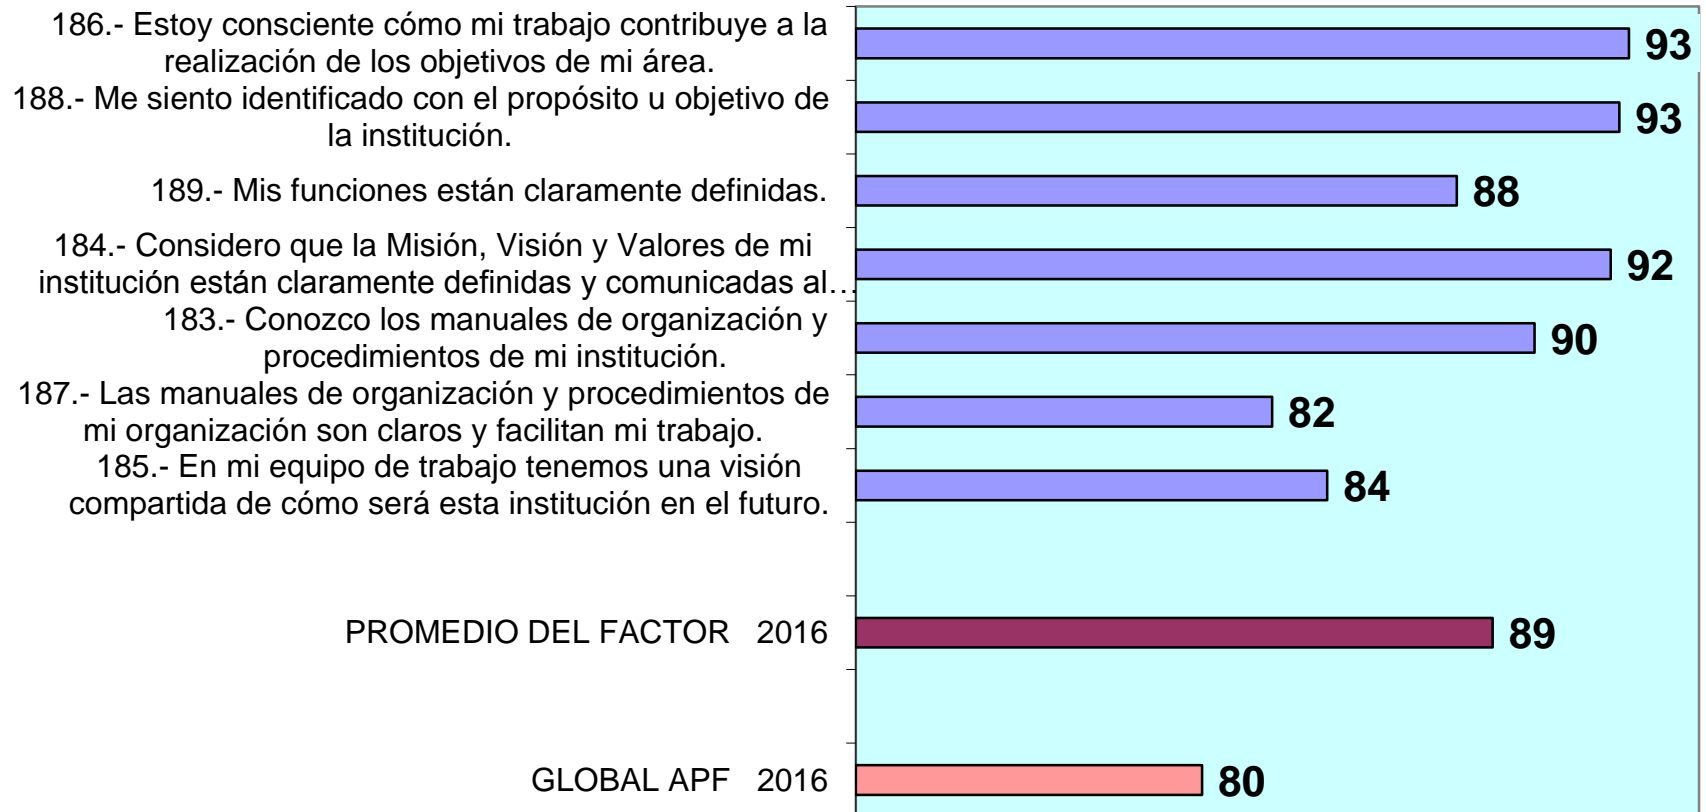 186.- Estoy consciente cómo mi trabajo contribuye a la
realización de los objetivos de mi área.
93
188.- Me siento identificado con el propósito u objetivo de
la institución.
93
189.- Mis funciones están claramente definidas.
88
184.- Considero que la Misión, Visión y Valores de mi
institución están claramente definidas y comunicadas al…
92
183.- Conozco los manuales de organización y
procedimientos de mi institución.
90
187.- Las manuales de organización y procedimientos de
mi organización son claros y facilitan mi trabajo.
82
185.- En mi equipo de trabajo tenemos una visión
compartida de cómo será esta institución en el futuro.
84
PROMEDIO DEL FACTOR 2016
89
GLOBAL APF 2016
80